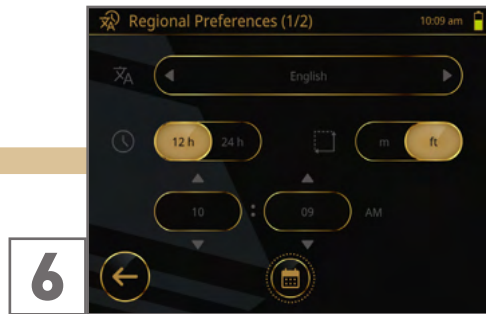 Regional Preferences (1/2) 10:09 am
English
12 h 24 h m ft
10 : 09 AM
6